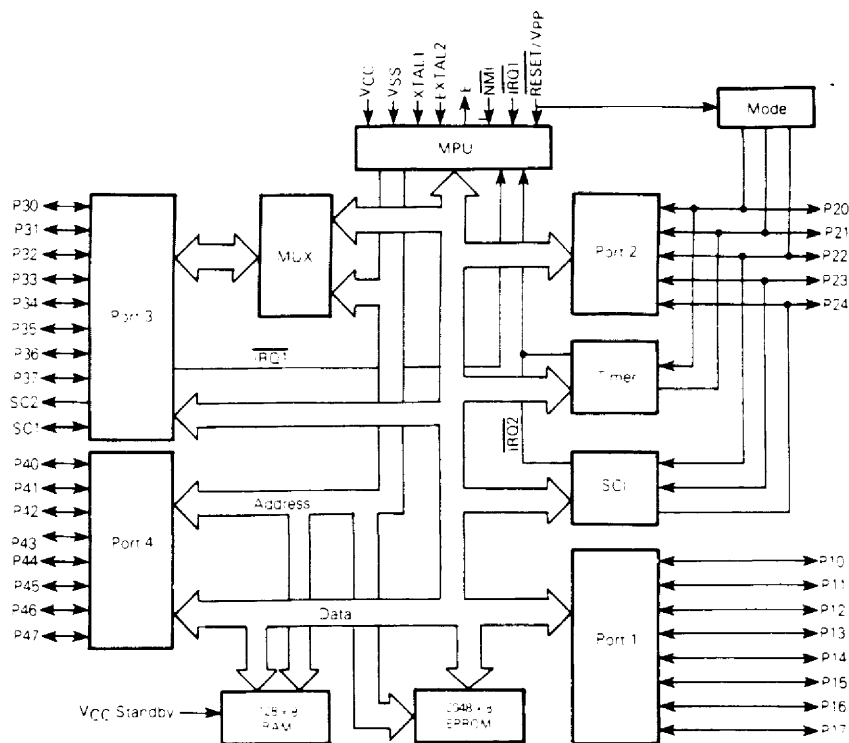 VCC
VSS
XTAL1
EXTAL2
E
NMI
IRQ1
RESET/VPP
Mode
MPU
P30
P31
P32
P33
P34
P35
P36
P37
SC2
SC1
Port 3
MUX
Port 2
P20
P21
P22
P23
P24
IRQ1
Timer
IRQ2
SCI
P40
P41
P42
P43
P44
P45
P46
P47
Port 4
Address
Data
Port 1
P10
P11
P12
P13
P14
P15
P16
P17
VCC Standby
128 × 8
RAM
2048 × 8
EPROM